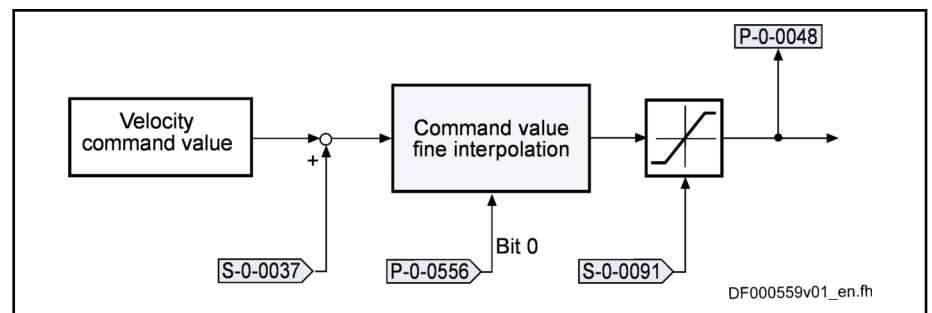 P-0-0048
Velocity
command value
Command value
fine interpolation
+
Bit 0
S-0-0037
P-0-0556
S-0-0091
DF000559v01_en.fh